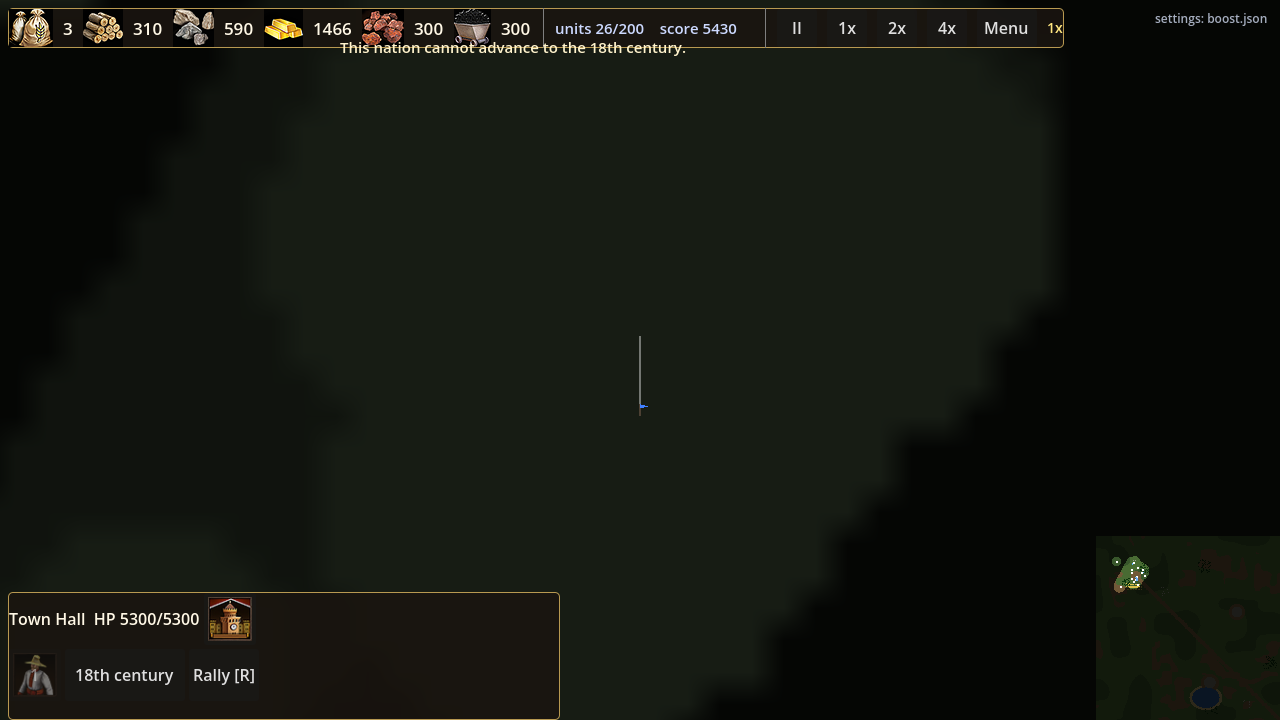 3 310 590 1466 300 300 units 26/200 score 5430 II 1x 2x 4x Menu 1x
settings: boost.json
This nation cannot advance to the 18th century.
Town Hall HP 5300/5300
18th century Rally [R]